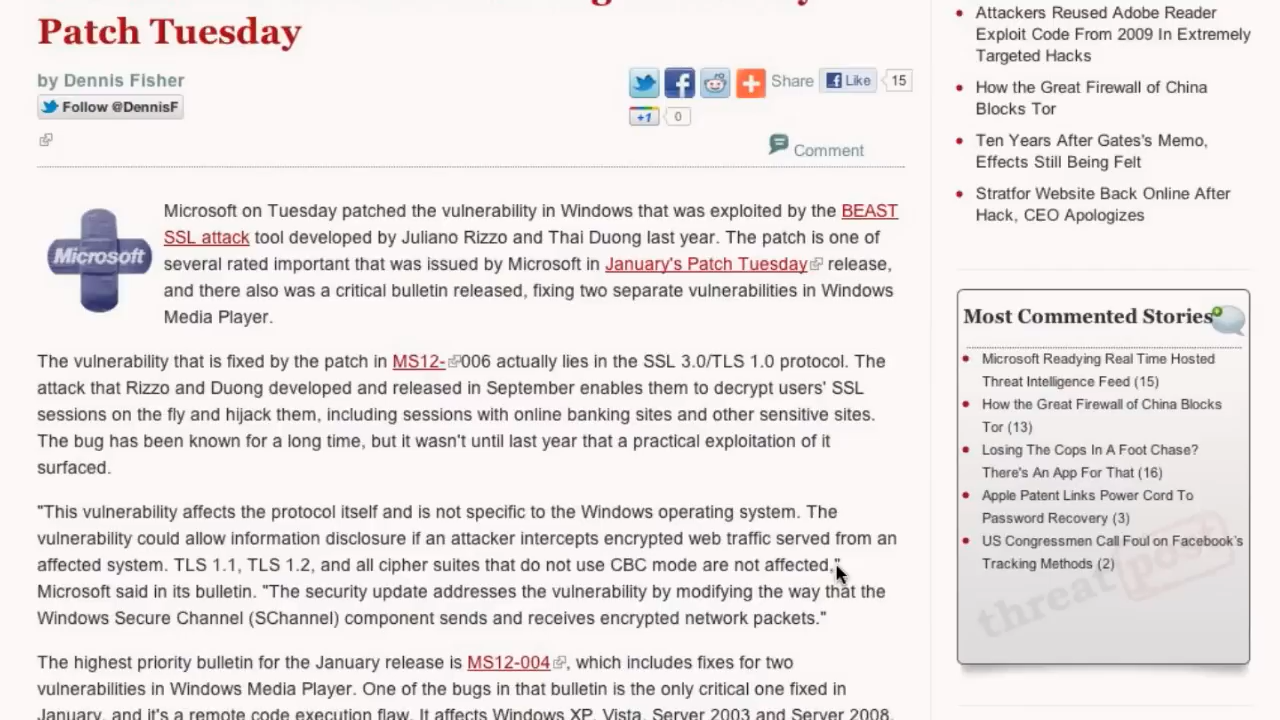 Patch Tuesday
by Dennis Fisher
Follow @DennisF
Share
Like
15
+1
0
Comment
Microsoft
Microsoft on Tuesday patched the vulnerability in Windows that was exploited by the BEAST
SSL attack tool developed by Juliano Rizzo and Thai Duong last year. The patch is one of
several rated important that was issued by Microsoft in January's Patch Tuesday release,
and there also was a critical bulletin released, fixing two separate vulnerabilities in Windows
Media Player.
The vulnerability that is fixed by the patch in MS12-006 actually lies in the SSL 3.0/TLS 1.0 protocol. The
attack that Rizzo and Duong developed and released in September enables them to decrypt users' SSL
sessions on the fly and hijack them, including sessions with online banking sites and other sensitive sites.
The bug has been known for a long time, but it wasn't until last year that a practical exploitation of it
surfaced.
"This vulnerability affects the protocol itself and is not specific to the Windows operating system. The
vulnerability could allow information disclosure if an attacker intercepts encrypted web traffic served from an
affected system. TLS 1.1, TLS 1.2, and all cipher suites that do not use CBC mode are not affected,"
Microsoft said in its bulletin. "The security update addresses the vulnerability by modifying the way that the
Windows Secure Channel (SChannel) component sends and receives encrypted network packets."
The highest priority bulletin for the January release is MS12-004, which includes fixes for two
vulnerabilities in Windows Media Player. One of the bugs in that bulletin is the only critical one fixed in
January, and it's a remote code execution flaw. It affects Windows XP, Vista, Server 2003 and Server 2008.
Attackers Reused Adobe Reader
Exploit Code From 2009 In Extremely
Targeted Hacks
How the Great Firewall of China
Blocks Tor
Ten Years After Gates's Memo,
Effects Still Being Felt
Stratfor Website Back Online After
Hack, CEO Apologizes
Most Commented Stories
Microsoft Readying Real Time Hosted
Threat Intelligence Feed (15)
How the Great Firewall of China Blocks
Tor (13)
Losing The Cops In A Foot Chase?
There's An App For That (16)
Apple Patent Links Power Cord To
Password Recovery (3)
US Congressmen Call Foul on Facebook's
Tracking Methods (2)
threat post